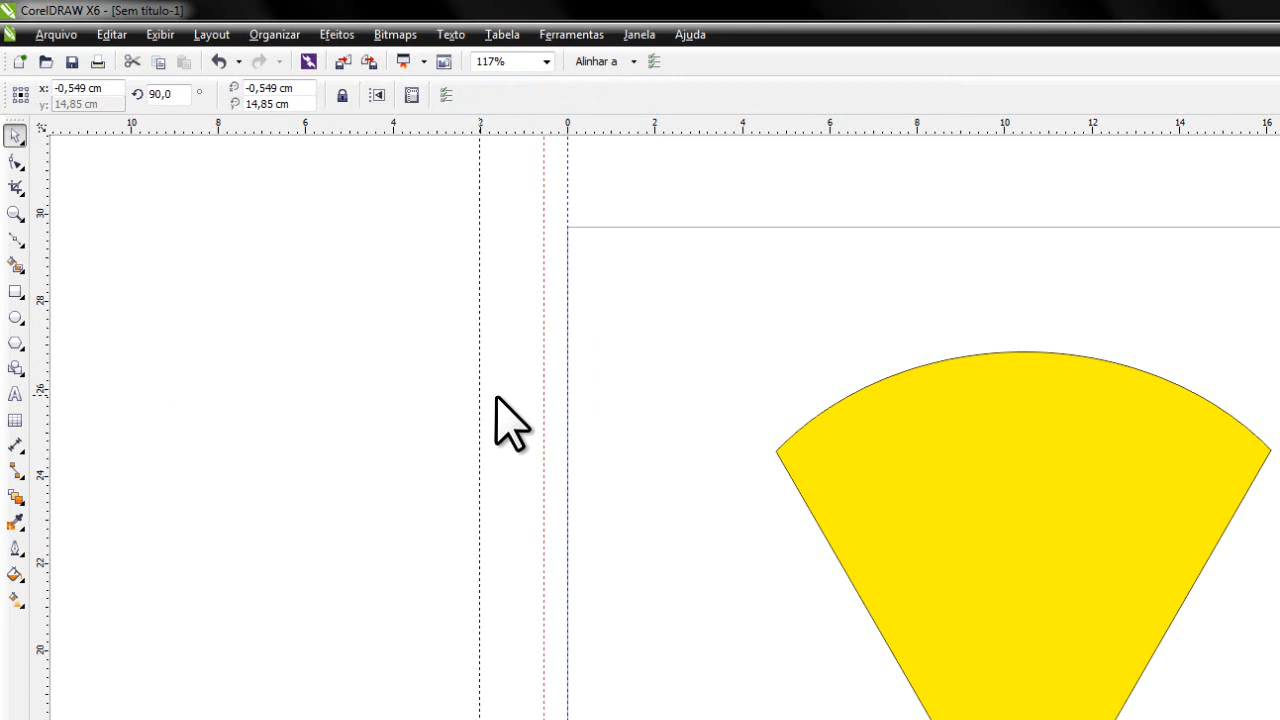 CorelDRAW X6 - [Sem título-1]
Arquivo Editar Exibir Layout Organizar Efeitos Bitmaps Texto Tabela Ferramentas Janela Ajuda
117% Alinhar a
x: -0,549 cm 90,0 ° -0,549 cm
y: 14,85 cm 14,85 cm
10 8 6 4 2 0 2 4 6 8 10 12 14 16
30
28
26
24
22
20